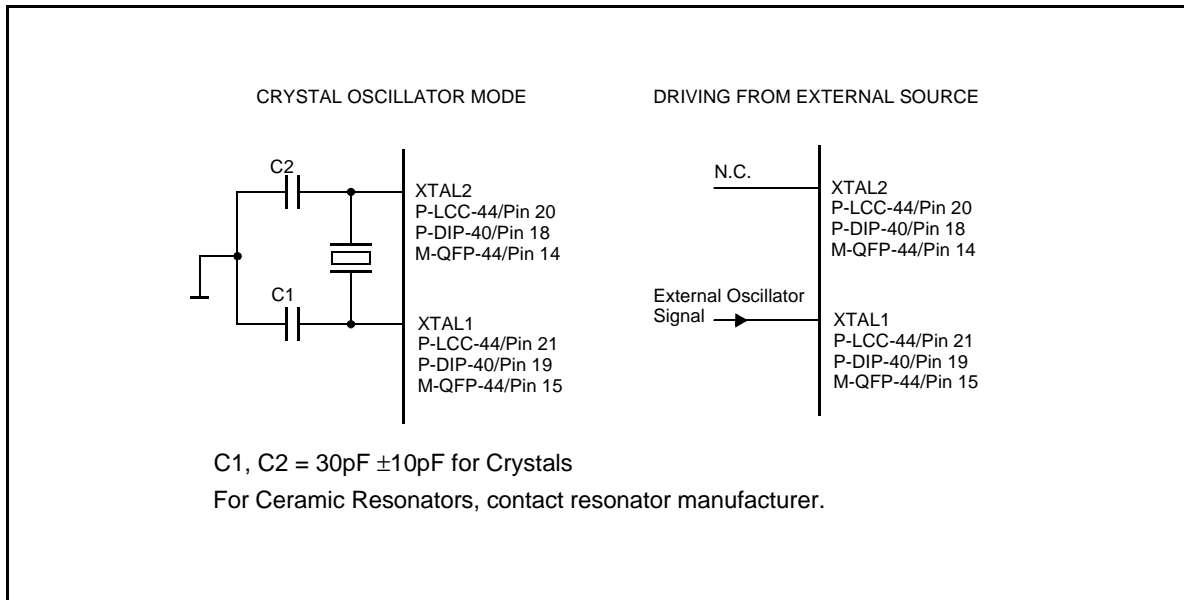 CRYSTAL OSCILLATOR MODE
C2
XTAL2
P-LCC-44/Pin 20
P-DIP-40/Pin 18
M-QFP-44/Pin 14
C1
XTAL1
P-LCC-44/Pin 21
P-DIP-40/Pin 19
M-QFP-44/Pin 15
DRIVING FROM EXTERNAL SOURCE
N.C.
XTAL2
P-LCC-44/Pin 20
P-DIP-40/Pin 18
M-QFP-44/Pin 14
External Oscillator
Signal
XTAL1
P-LCC-44/Pin 21
P-DIP-40/Pin 19
M-QFP-44/Pin 15
C1, C2 = 30pF ±10pF for Crystals
For Ceramic Resonators, contact resonator manufacturer.